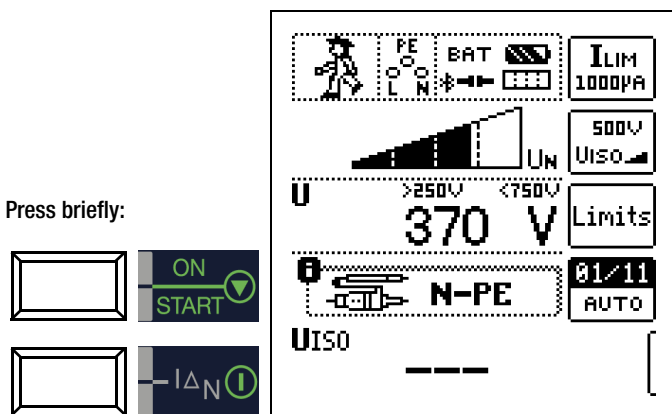 Press briefly:
ON
START
IΔN
PE
L N
BAT
ILIM
1000µA
500V
UISO
UN
U >250V <750V
370 V
Limits
N-PE
01/11
AUTO
UISO
---